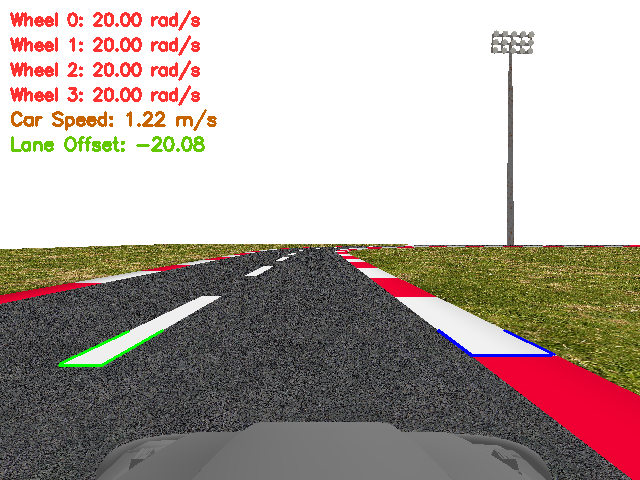 Wheel 0: 20.00 rad/s
Wheel 1: 20.00 rad/s
Wheel 2: 20.00 rad/s
Wheel 3: 20.00 rad/s
Car Speed: 1.22 m/s
Lane Offset: -20.08